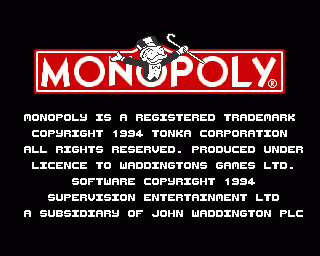 MONOPOLY®
MONOPOLY IS A REGISTERED TRADEMARK
COPYRIGHT 1994 TONKA CORPORATION
ALL RIGHTS RESERVED. PRODUCED UNDER
LICENCE TO WADDINGTONS GAMES LTD.
SOFTWARE COPYRIGHT 1994
SUPERVISION ENTERTAINMENT LTD
A SUBSIDIARY OF JOHN WADDINGTON PLC